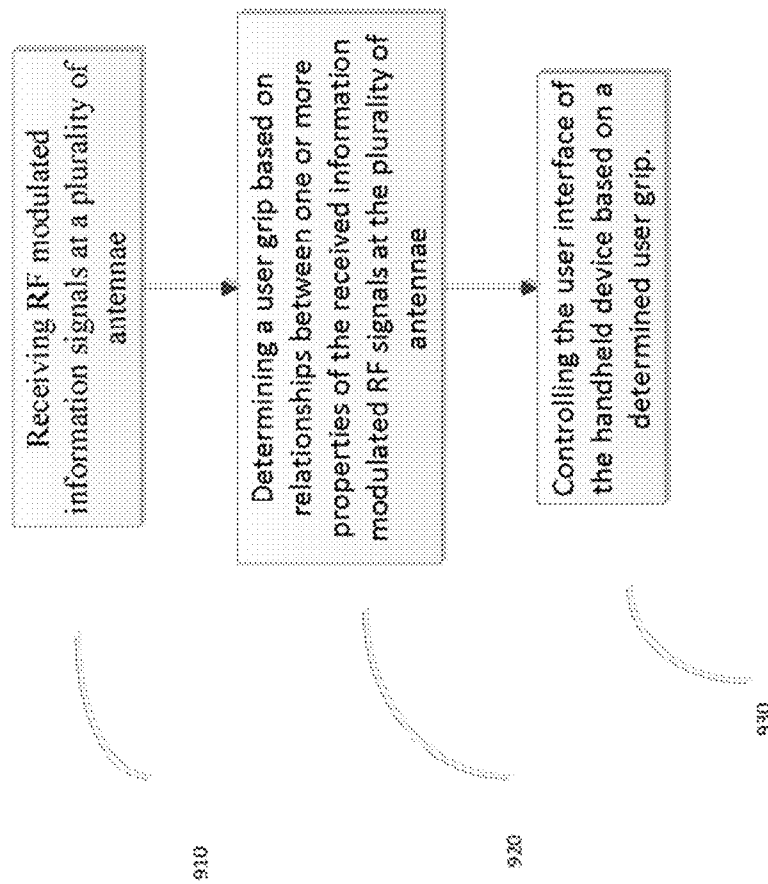 Receiving RF modulated
information signals at a plurality of
antennae
910
Determining a user grip based on
relationships between one or more
properties of the received information
modulated RF signals at the plurality of
antennae
920
Controlling the user interface of
the handheld device based on a
determined user grip.
930